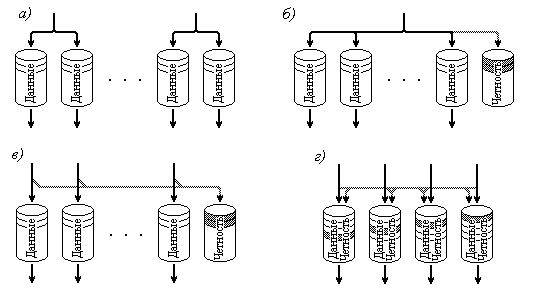 а)
Данные
Данные
. . .
Данные
Данные
б)
Данные
Данные
. . .
Данные
Четность
в)
Данные
Данные
. . .
Данные
Четность
г)
Данные
Четность
Данные
Четность
Данные
Четность
Данные
Четность